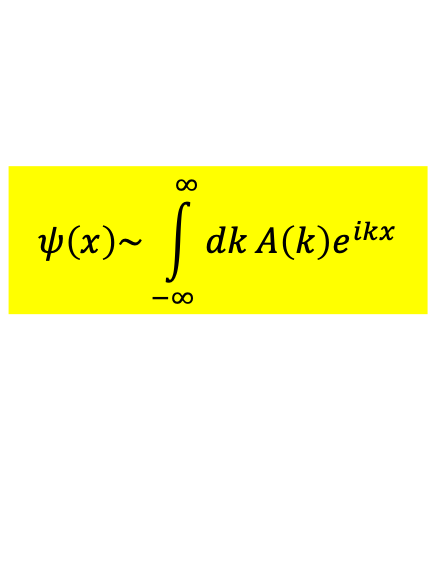 ψ(x)~ ∫_{−∞}^{∞} dk A(k)e^{ikx}